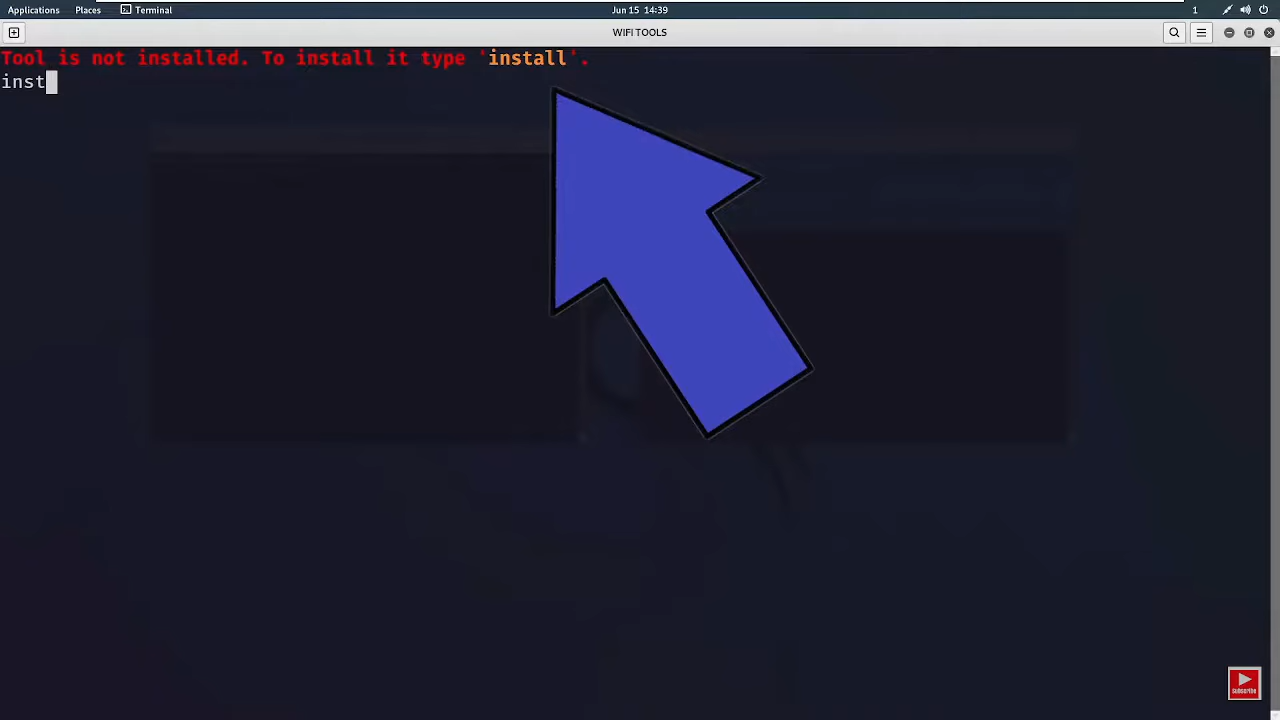 Applications Places Terminal Jun 15 14:39 1
WIFI TOOLS
Tool is not installed. To install it type `install`.
inst
subscribe